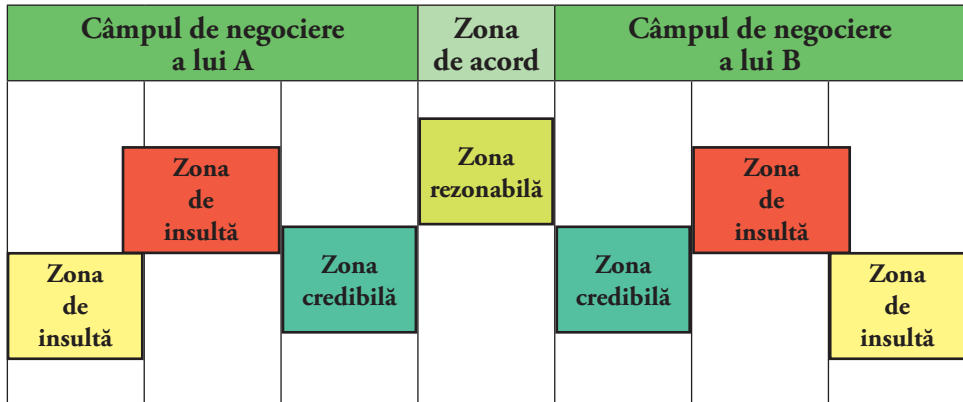 Câmpul de negociere
a lui A
Zona
de acord
Câmpul de negociere
a lui B
Zona
de
insultă
Zona
de
insultă
Zona
credibilă
Zona
rezonabilă
Zona
credibilă
Zona
de
insultă
Zona
de
insultă